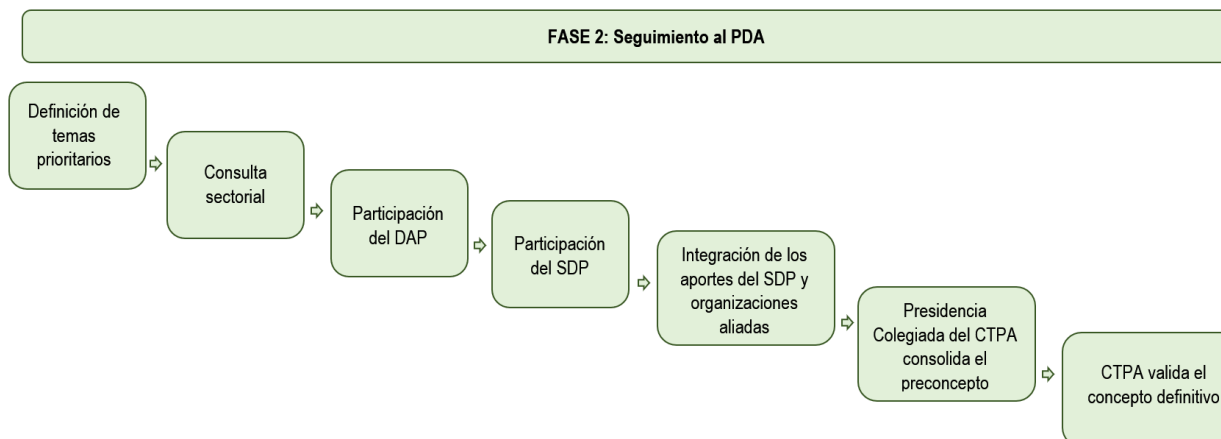 FASE 2: Seguimiento al PDA
Definición de
temas
prioritarios
Consulta
sectorial
Participación
del DAP
Participación
del SDP
Integración de los
aportes del SDP y
organizaciones
aliadas
Presidencia
Colegiada del CTPA
consolida el
preconcepto
CTPA valida el
concepto definitivo